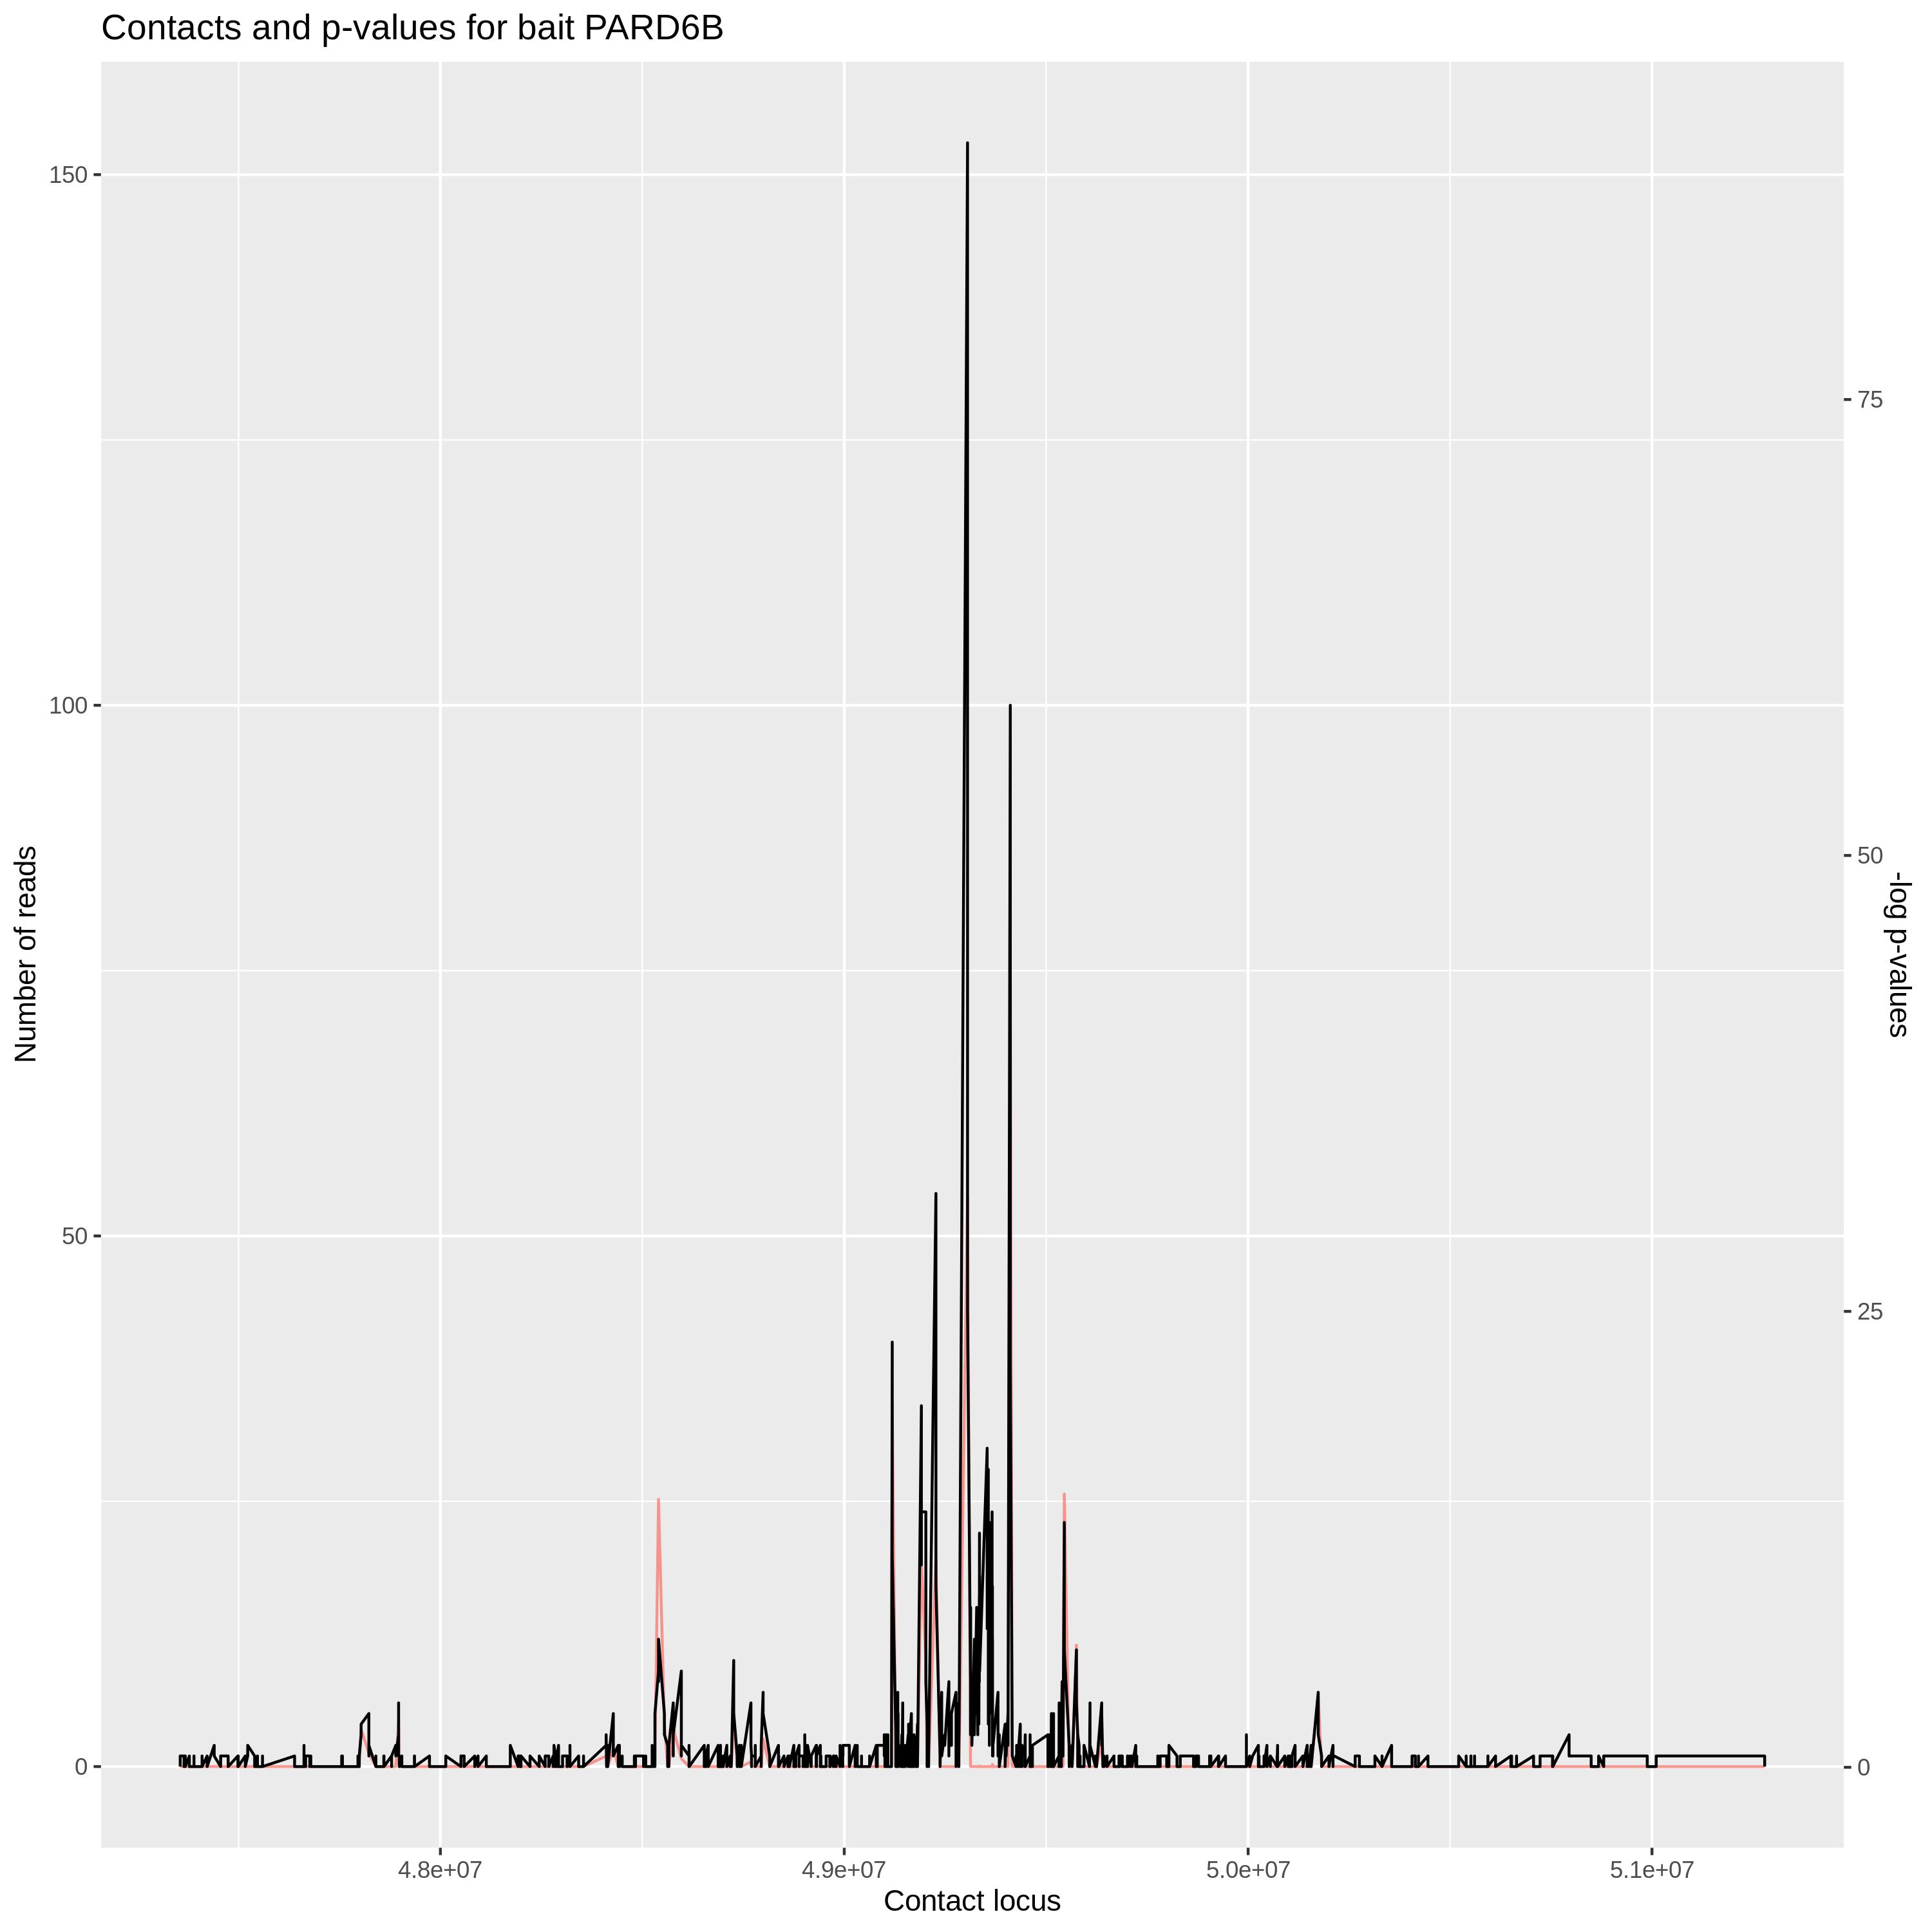 Contacts and p-values for bait PARD6B
150
100
50
0
Number of reads
75
50
25
0
-log p-values
4.8e+07
4.9e+07
5.0e+07
5.1e+07
Contact locus